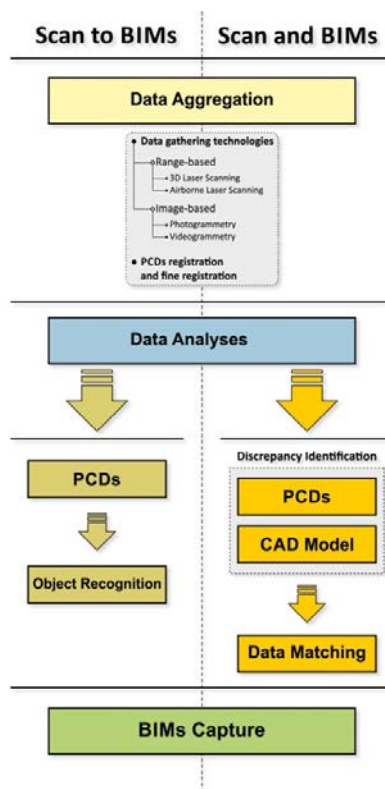 Scan to BIMs
Scan and BIMs
Data Aggregation
• Data gathering technologies
Range-based
3D Laser Scanning
Airborne Laser Scanning
Image-based
Photogrammetry
Videogrammetry
• PCDs registration
and fine registration
Data Analyses
PCDs
Object Recognition
Discrepancy Identification
PCDs
CAD Model
Data Matching
BIMs Capture